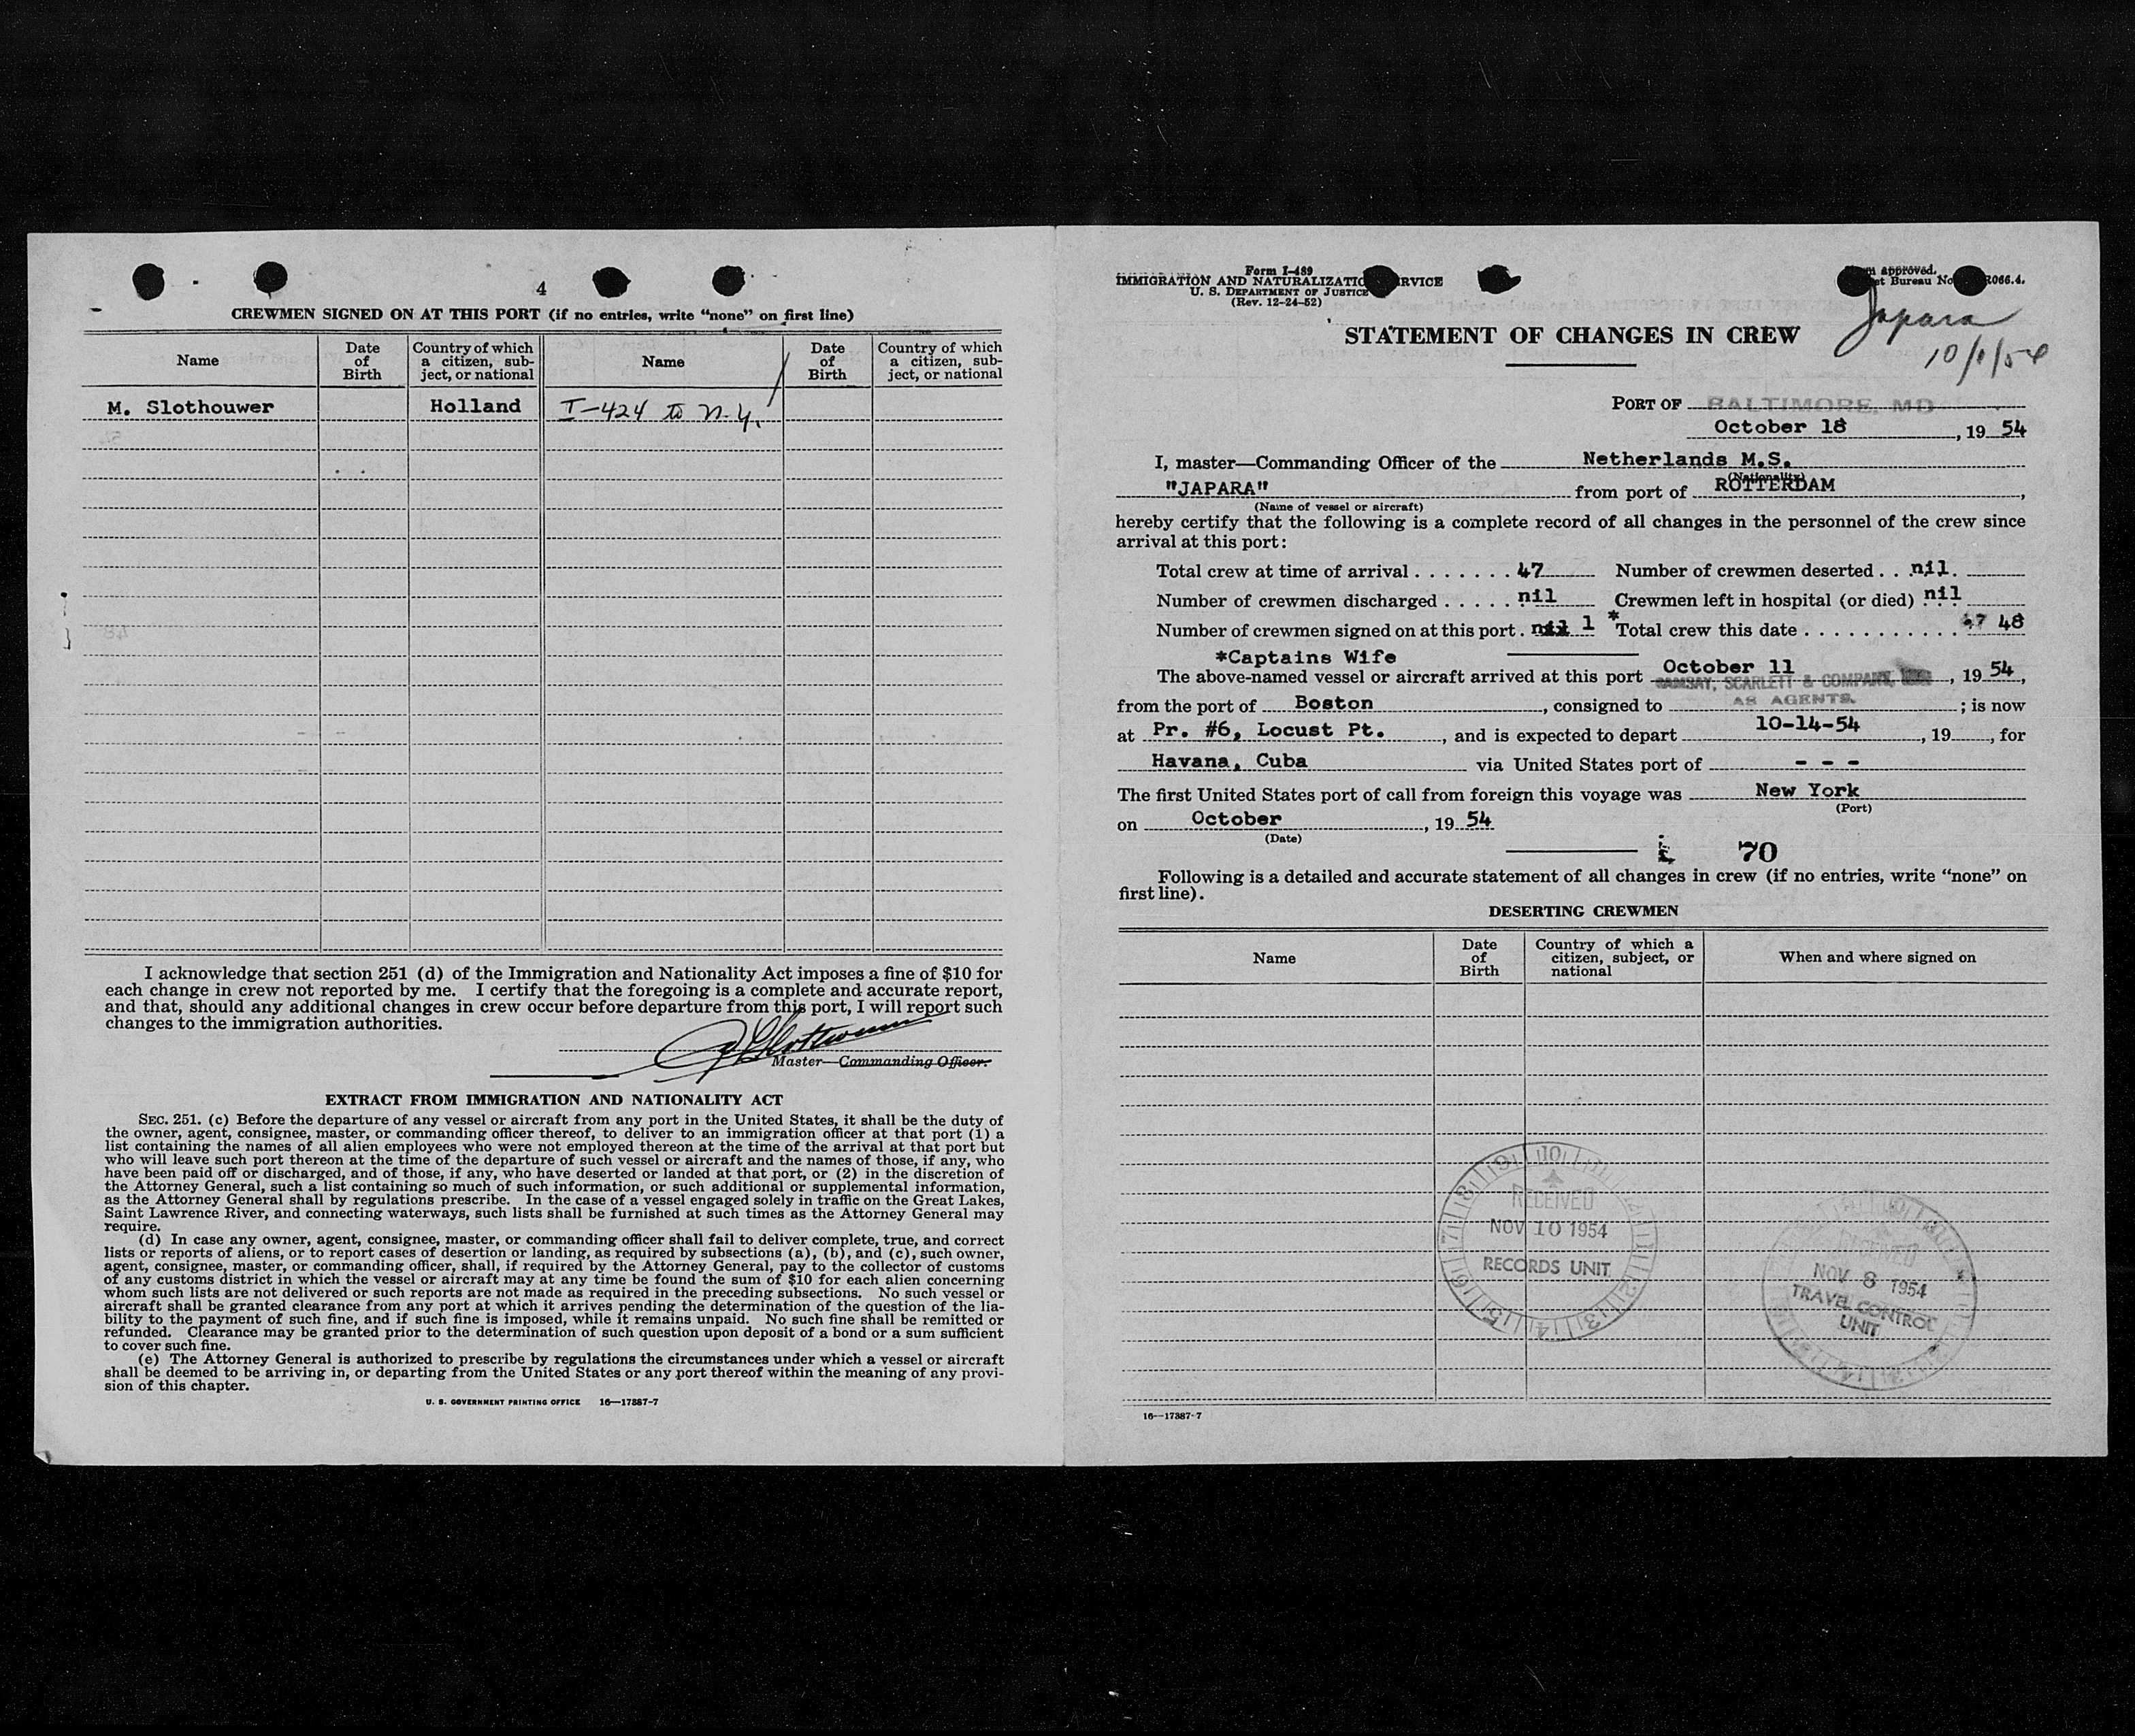 4
CREWMEN SIGNED ON AT THIS PORT (if no entries, write “none” on first line)
Name Date of Birth Country of which a citizen, sub-ject, or national Name Date of Birth Country of which a citizen, sub-ject, or national
M. Slothouwer Holland I-424 to N.Y.
I acknowledge that section 251 (d) of the Immigration and Nationality Act imposes a fine of $10 for
each change in crew not reported by me. I certify that the foregoing is a complete and accurate report,
and that, should any additional changes in crew occur before departure from this port, I will report such
changes to the immigration authorities.
Master—Commanding Officer.
EXTRACT FROM IMMIGRATION AND NATIONALITY ACT
SEC. 251. (c) Before the departure of any vessel or aircraft from any port in the United States, it shall be the duty of
the owner, agent, consignee, master, or commanding officer thereof, to deliver to an immigration officer at that port (1) a
list containing the names of all alien employees who were not employed thereon at the time of the arrival at that port but
who will leave such port thereon at the time of the departure of such vessel or aircraft and the names of those, if any, who
have been paid off or discharged, and of those, if any, who have deserted or landed at that port, or (2) in the discretion of
the Attorney General, such a list containing so much of such information, or such additional or supplemental information,
as the Attorney General shall by regulations prescribe. In the case of a vessel engaged solely in traffic on the Great Lakes,
Saint Lawrence River, and connecting waterways, such lists shall be furnished at such times as the Attorney General may
require.
(d) In case any owner, agent, consignee, master, or commanding officer shall fail to deliver complete, true, and correct
lists or reports of aliens, or to report cases of desertion or landing, as required by subsections (a), (b), and (c), such owner,
agent, consignee, master, or commanding officer, shall, if required by the Attorney General, pay to the collector of customs
of any customs district in which the vessel or aircraft may at any time be found the sum of $10 for each alien concerning
whom such lists are not delivered or such reports are not made as required in the preceding subsections. No such vessel or
aircraft shall be granted clearance from any port at which it arrives pending the determination of the question of the lia-
bility to the payment of such fine, and if such fine is imposed, while it remains unpaid. No such fine shall be remitted or
refunded. Clearance may be granted prior to the determination of such question upon deposit of a bond or a sum sufficient
to cover such fine.
(e) The Attorney General is authorized to prescribe by regulations the circumstances under which a vessel or aircraft
shall be deemed to be arriving in, or departing from the United States or any port thereof within the meaning of any provi-
sion of this chapter.
U. S. GOVERNMENT PRINTING OFFICE 16—17387-7
Form I-489
IMMIGRATION AND NATURALIZATIO RVICE
U. S. DEPARTMENT OF JUSTICE
(Rev. 12-24-52)
approved.
et Bureau No. R066.4.
Japara
10/1/54
STATEMENT OF CHANGES IN CREW
PORT OF BALTIMORE, MD
October 18, 19 54
I, master—Commanding Officer of the Netherlands M.S.
(Nationality)
"JAPARA" from port of ROTTERDAM,
(Name of vessel or aircraft)
hereby certify that the following is a complete record of all changes in the personnel of the crew since
arrival at this port:
Total crew at time of arrival . . . . . . . 47 Number of crewmen deserted . . nil.
Number of crewmen discharged . . . . . nil Crewmen left in hospital (or died) nil
Number of crewmen signed on at this port . nil 1 *Total crew this date . . . . . . . . . . . . 47 48
*Captains Wife
The above-named vessel or aircraft arrived at this port October 11, 19 54,
RAMSAY, SCARLETT & COMPANY,
from the port of Boston, consigned to AS AGENTS. ; is now
at Pr. #6, Locust Pt., and is expected to depart 10-14-54, 19, for
Havana, Cuba via United States port of - - -
The first United States port of call from foreign this voyage was New York
(Port)
on October, 19 54
(Date)
70
Following is a detailed and accurate statement of all changes in crew (if no entries, write “none” on
first line).
DESERTING CREWMEN
Name Date of Birth Country of which a citizen, subject, or national When and where signed on
RECEIVED
NOV 10 1954
RECORDS UNIT
RECEIVED
NOV 8 1954
TRAVEL CONTROL
UNIT
16—17387-7